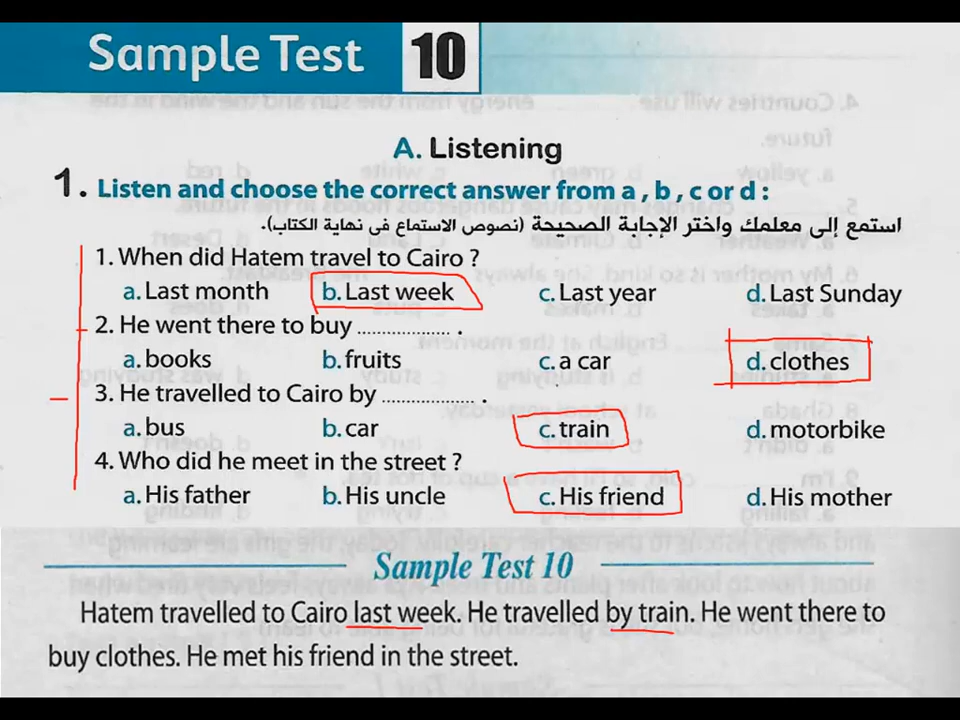 Sample Test 10
A. Listening
1. Listen and choose the correct answer from a , b , c or d :
استمع إلى معلمك واختر الإجابة الصحيحة (نصوص الاستماع فى نهاية الكتاب).
1. When did Hatem travel to Cairo ?
a. Last month b. Last week c. Last year d. Last Sunday
2. He went there to buy .................... .
a. books b. fruits c. a car d. clothes
3. He travelled to Cairo by .................... .
a. bus b. car c. train d. motorbike
4. Who did he meet in the street ?
a. His father b. His uncle c. His friend d. His mother
Sample Test 10
Hatem travelled to Cairo last week. He travelled by train. He went there to
buy clothes. He met his friend in the street.